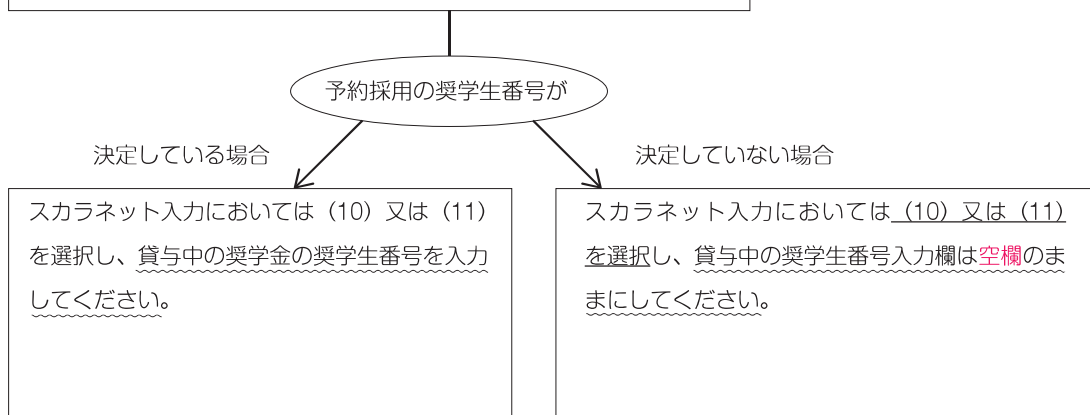 予約採用の奨学生番号が
決定している場合
決定していない場合
スカラネット入力においては（10）又は（11）
を選択し、貸与中の奨学金の奨学生番号を入力
してください。
スカラネット入力においては（10）又は（11）
を選択し、貸与中の奨学生番号入力欄は空欄のま
まにしてください。